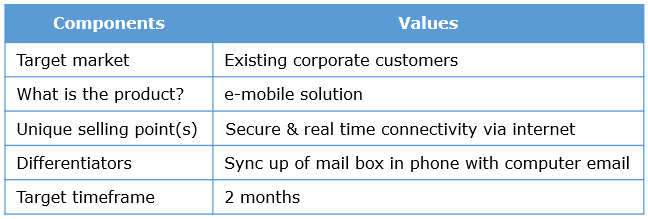 Components Values
Target market Existing corporate customers
What is the product? e-mobile solution
Unique selling point(s) Secure & real time connectivity via internet
Differentiators Sync up of mail box in phone with computer email
Target timeframe 2 months